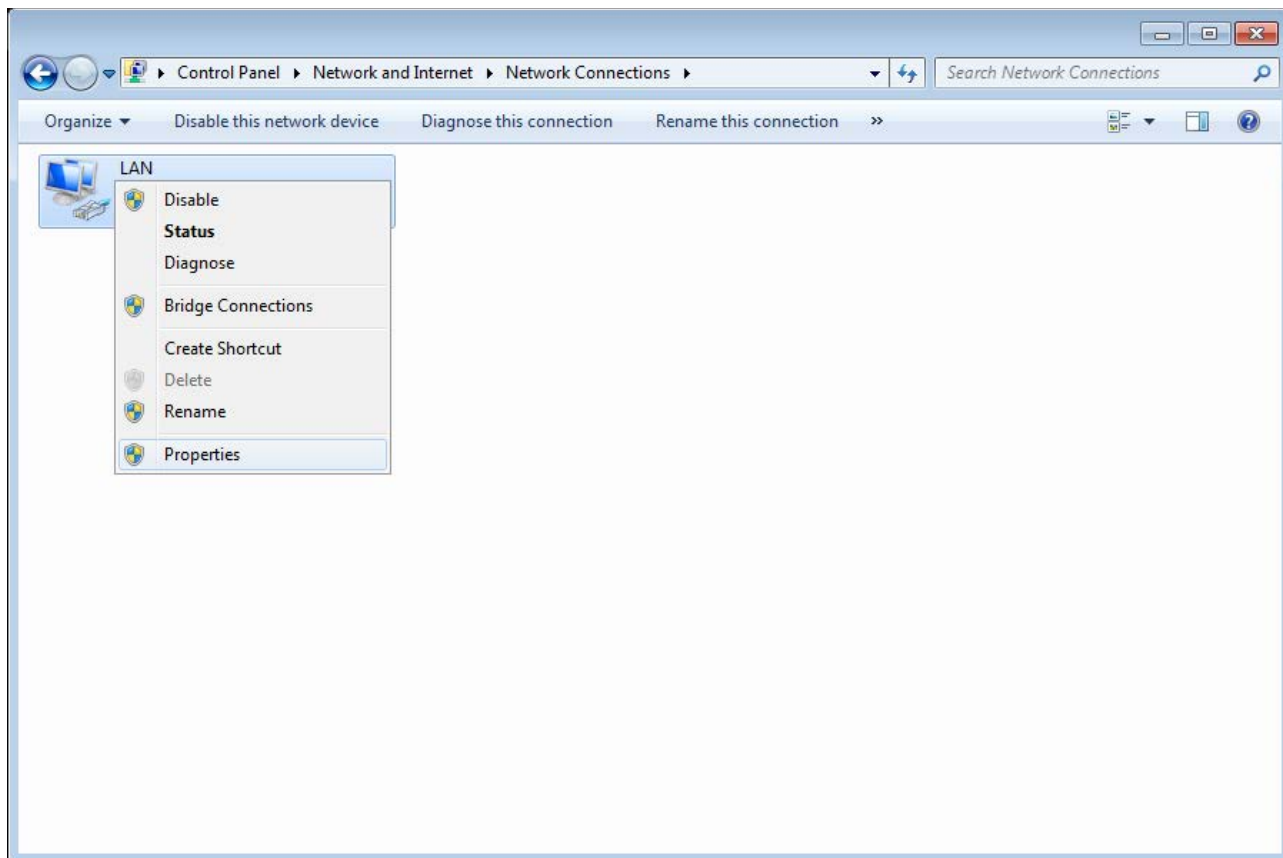 Control Panel Network and Internet Network Connections Search Network Connections
Organize Disable this network device Diagnose this connection Rename this connection »
LAN
Disable
Status
Diagnose
Bridge Connections
Create Shortcut
Delete
Rename
Properties